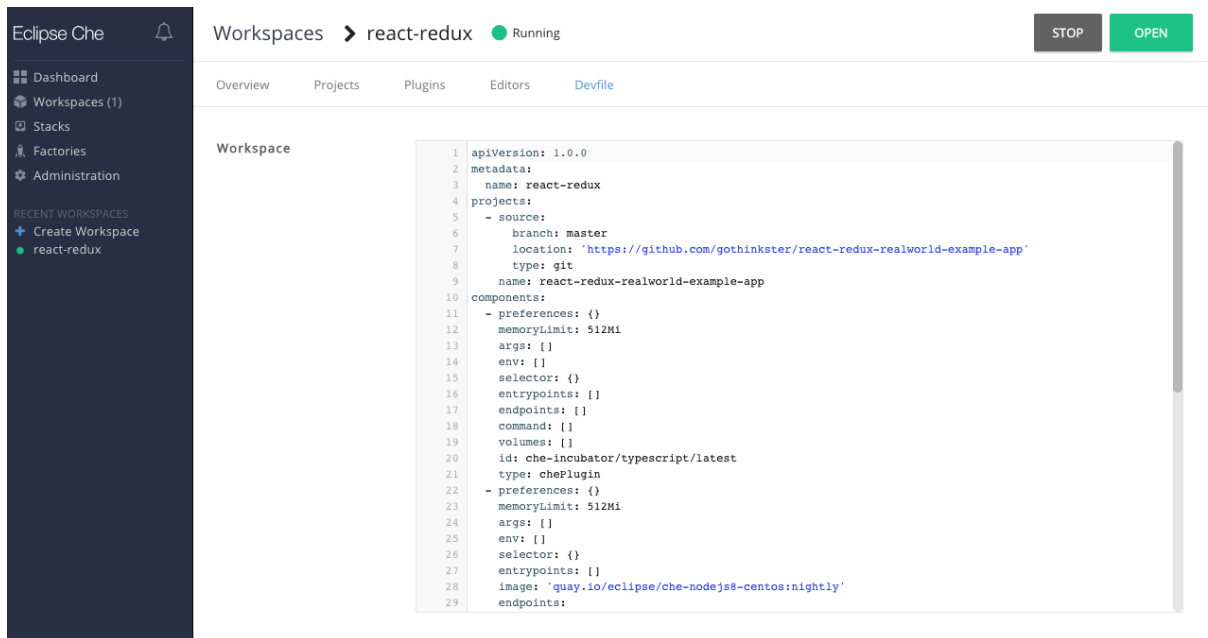 Eclipse Che
Dashboard
Workspaces (1)
Stacks
Factories
Administration
RECENT WORKSPACES
Create Workspace
react-redux
Workspaces react-redux Running
STOP OPEN
Overview Projects Plugins Editors Devfile
Workspace
1 apiVersion: 1.0.0
2 metadata:
3   name: react-redux
4 projects:
5   - source:
6       branch: master
7       location: 'https://github.com/gothinkster/react-redux-realworld-example-app'
8       type: git
9     name: react-redux-realworld-example-app
10 components:
11   - preferences: {}
12     memoryLimit: 512Mi
13     args: []
14     env: []
15     selector: {}
16     entrypoints: []
17     endpoints: []
18     command: []
19     volumes: []
20     id: che-incubator/typescript/latest
21     type: chePlugin
22   - preferences: {}
23     memoryLimit: 512Mi
24     args: []
25     env: []
26     selector: {}
27     entrypoints: []
28     image: 'quay.io/eclipse/che-nodejs8-centos:nightly'
29     endpoints: